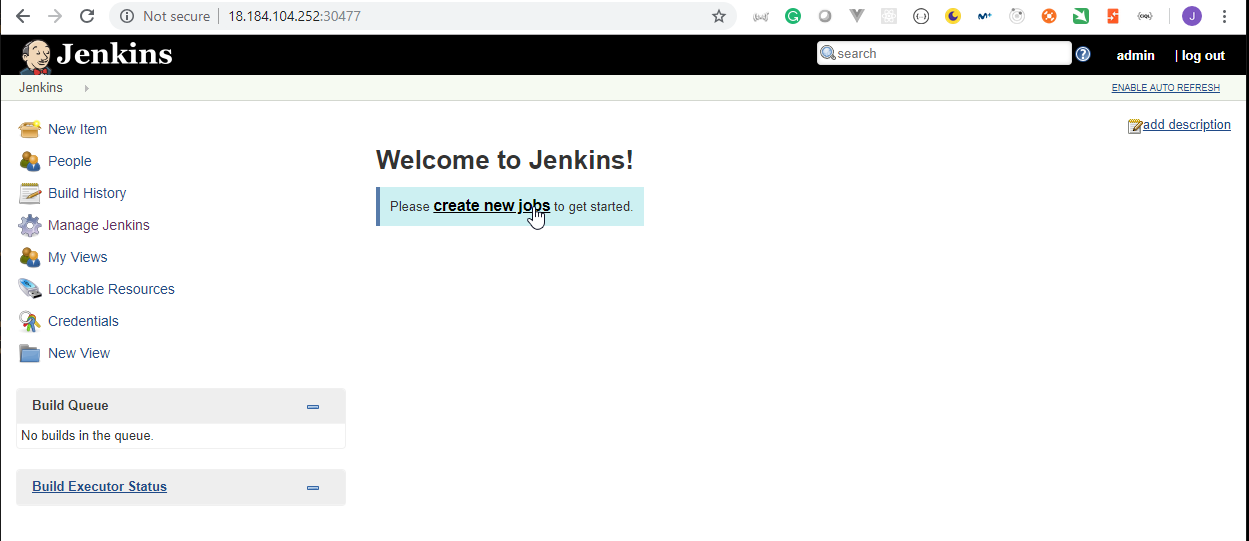 Not secure | 18.184.104.252:30477
J
Jenkins
search
admin | log out
Jenkins
ENABLE AUTO REFRESH
New Item
People
Build History
Manage Jenkins
My Views
Lockable Resources
Credentials
New View
Build Queue
No builds in the queue.
Build Executor Status
add description
Welcome to Jenkins!
Please create new jobs to get started.